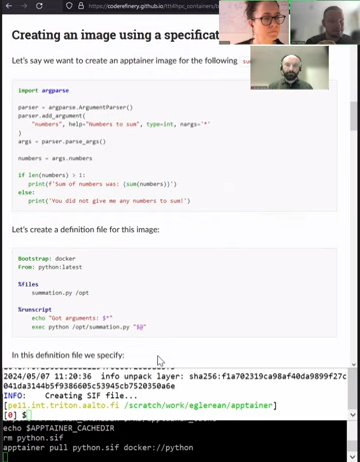 coderefinery.github.io/ttt4hpc_containers/b
Creating an image using a specificat
Let's say we want to create an apptainer image for the following
import argparse
parser = argparse.ArgumentParser()
parser.add_argument(
"numbers", help="Numbers to sum", type=int, nargs='*'
)
args = parser.parse_args()
numbers = args.numbers
if len(numbers) > 1:
print(f'Sum of numbers was: {sum(numbers)}')
else:
print('You did not give me any numbers to sum!')
Let's create a definition file for this image:
Bootstrap: docker
From: python:latest
%files
summation.py /opt
%runscript
echo "Got arguments: $*"
exec python /opt/summation.py "$@"
In this definition file we specify:
2024/05/07 11:20:36 info unpack layer: sha256:f1a702319ca98af40da9899f27c
041da3144b5f9386605c53945cb7520350a6e
INFO: Creating SIF file...
[pe11.int.triton.aalto.fi /scratch/work/eglerean/apptainer]
[0] $
echo $APPTAINER_CACHEDIR
rm python.sif
apptainer pull python.sif docker://python